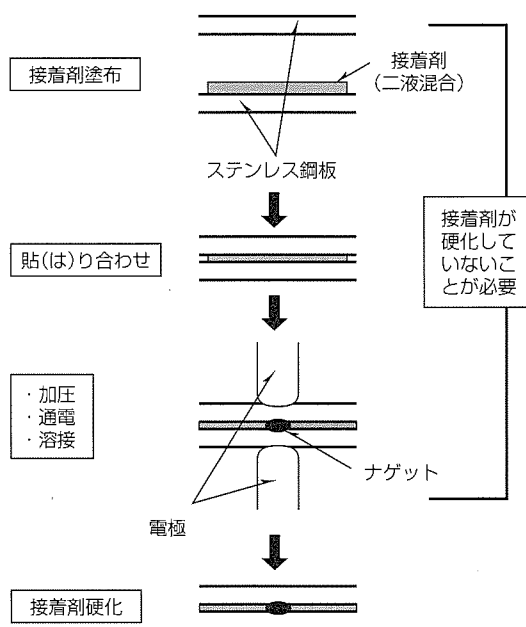 接着剤塗布
接着剤
(二液混合)
ステンレス鋼板
貼(は)り合わせ
接着剤が
硬化して
いないこ
とが必要
・加圧
・通電
・溶接
ナゲット
電極
接着剤硬化